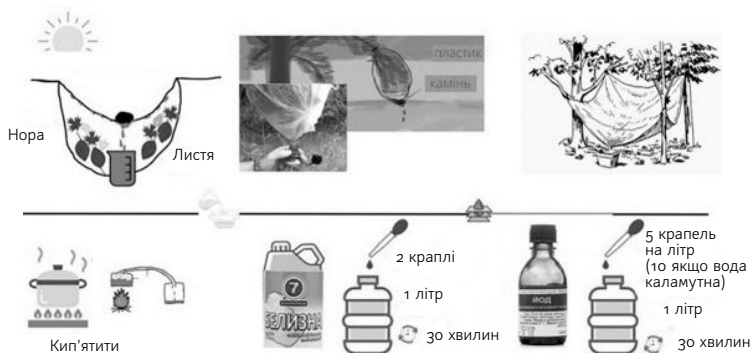 пластик
камінь
Нора
Листя
2 краплі
1 літр
30 хвилин
5 крапель
на літр
(10 якщо вода
каламутна)
1 літр
30 хвилин
7
БЕЛИЗНА
ЙОД
Кип'ятити